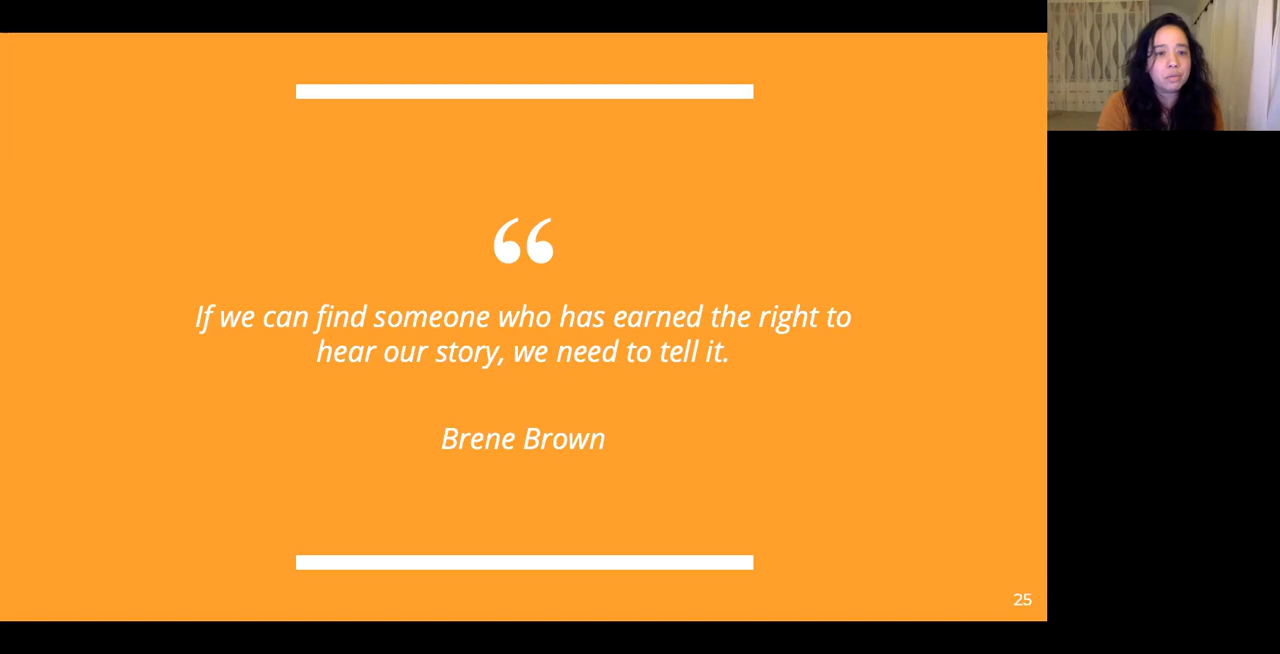 “
If we can find someone who has earned the right to
hear our story, we need to tell it.
Brene Brown
25